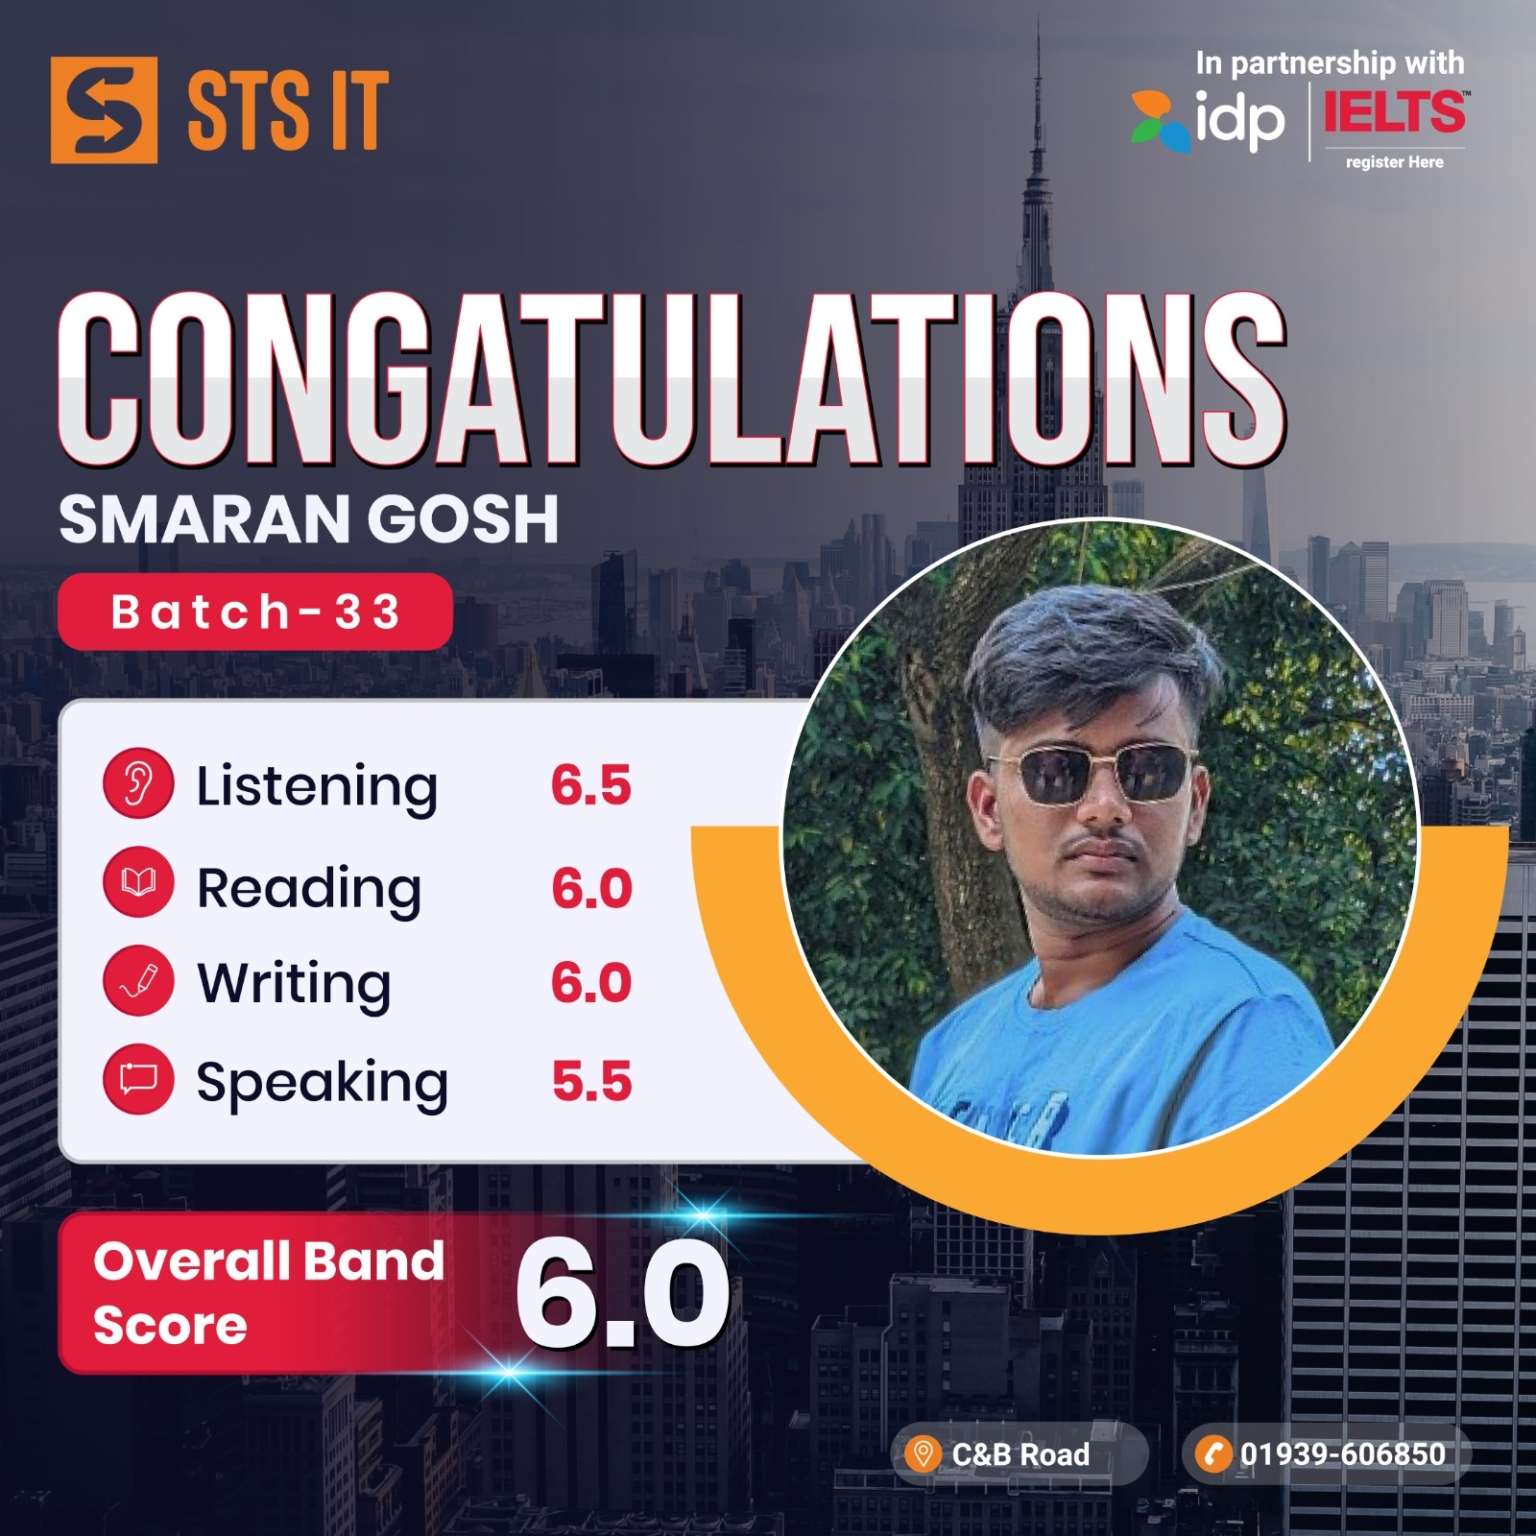 STS IT
In partnership with
idp
IELTS™
register Here
CONGATULATIONS
SMARAN GOSH
Batch-33
Listening 6.5
Reading 6.0
Writing 6.0
Speaking 5.5
Overall Band
Score
6.0
C&B Road
01939-606850